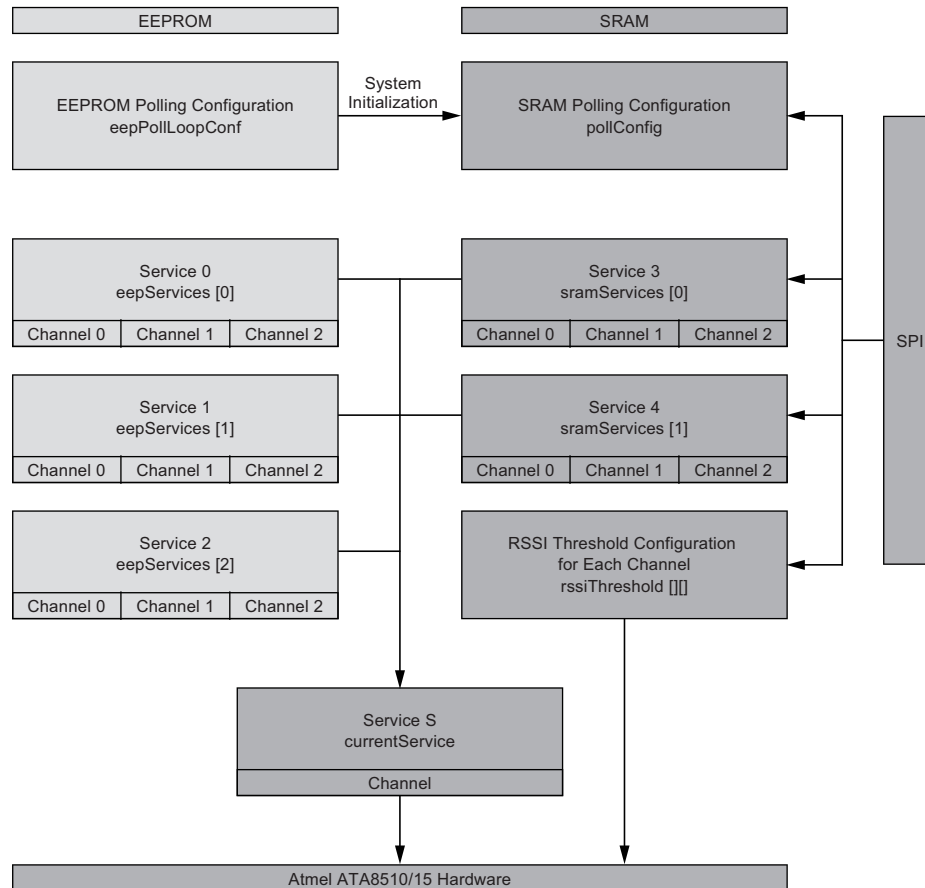 EEPROM
SRAM
EEPROM Polling Configuration
eepPollLoopConf
System
Initialization
SRAM Polling Configuration
pollConfig
Service 0
eepServices [0]
Channel 0 Channel 1 Channel 2
Service 3
sramServices [0]
Channel 0 Channel 1 Channel 2
SPI
Service 1
eepServices [1]
Channel 0 Channel 1 Channel 2
Service 4
sramServices [1]
Channel 0 Channel 1 Channel 2
Service 2
eepServices [2]
Channel 0 Channel 1 Channel 2
RSSI Threshold Configuration
for Each Channel
rssiThreshold [][]
Service S
currentService
Channel
Atmel ATA8510/15 Hardware